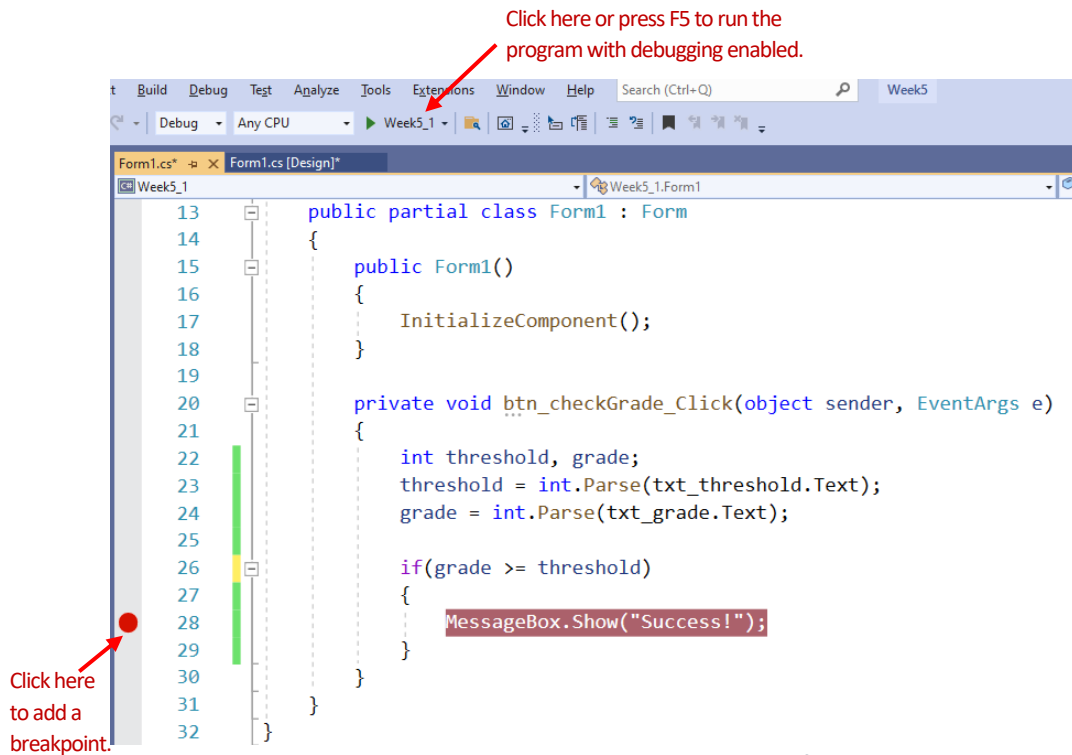 Click here or press F5 to run the
program with debugging enabled.
t Build Debug Test Analyze Tools Extensions Window Help Search (Ctrl+Q) Week5
Debug Any CPU Week5_1
Form1.cs* Form1.cs [Design]*
C# Week5_1 Week5_1.Form1
13 public partial class Form1 : Form
14 {
15 public Form1()
16 {
17 InitializeComponent();
18 }
19
20 private void btn_checkGrade_Click(object sender, EventArgs e)
21 {
22 int threshold, grade;
23 threshold = int.Parse(txt_threshold.Text);
24 grade = int.Parse(txt_grade.Text);
25
26 if(grade >= threshold)
27 {
28 MessageBox.Show("Success!");
29 }
30 }
31 }
32 }
Click here
to add a
breakpoint.